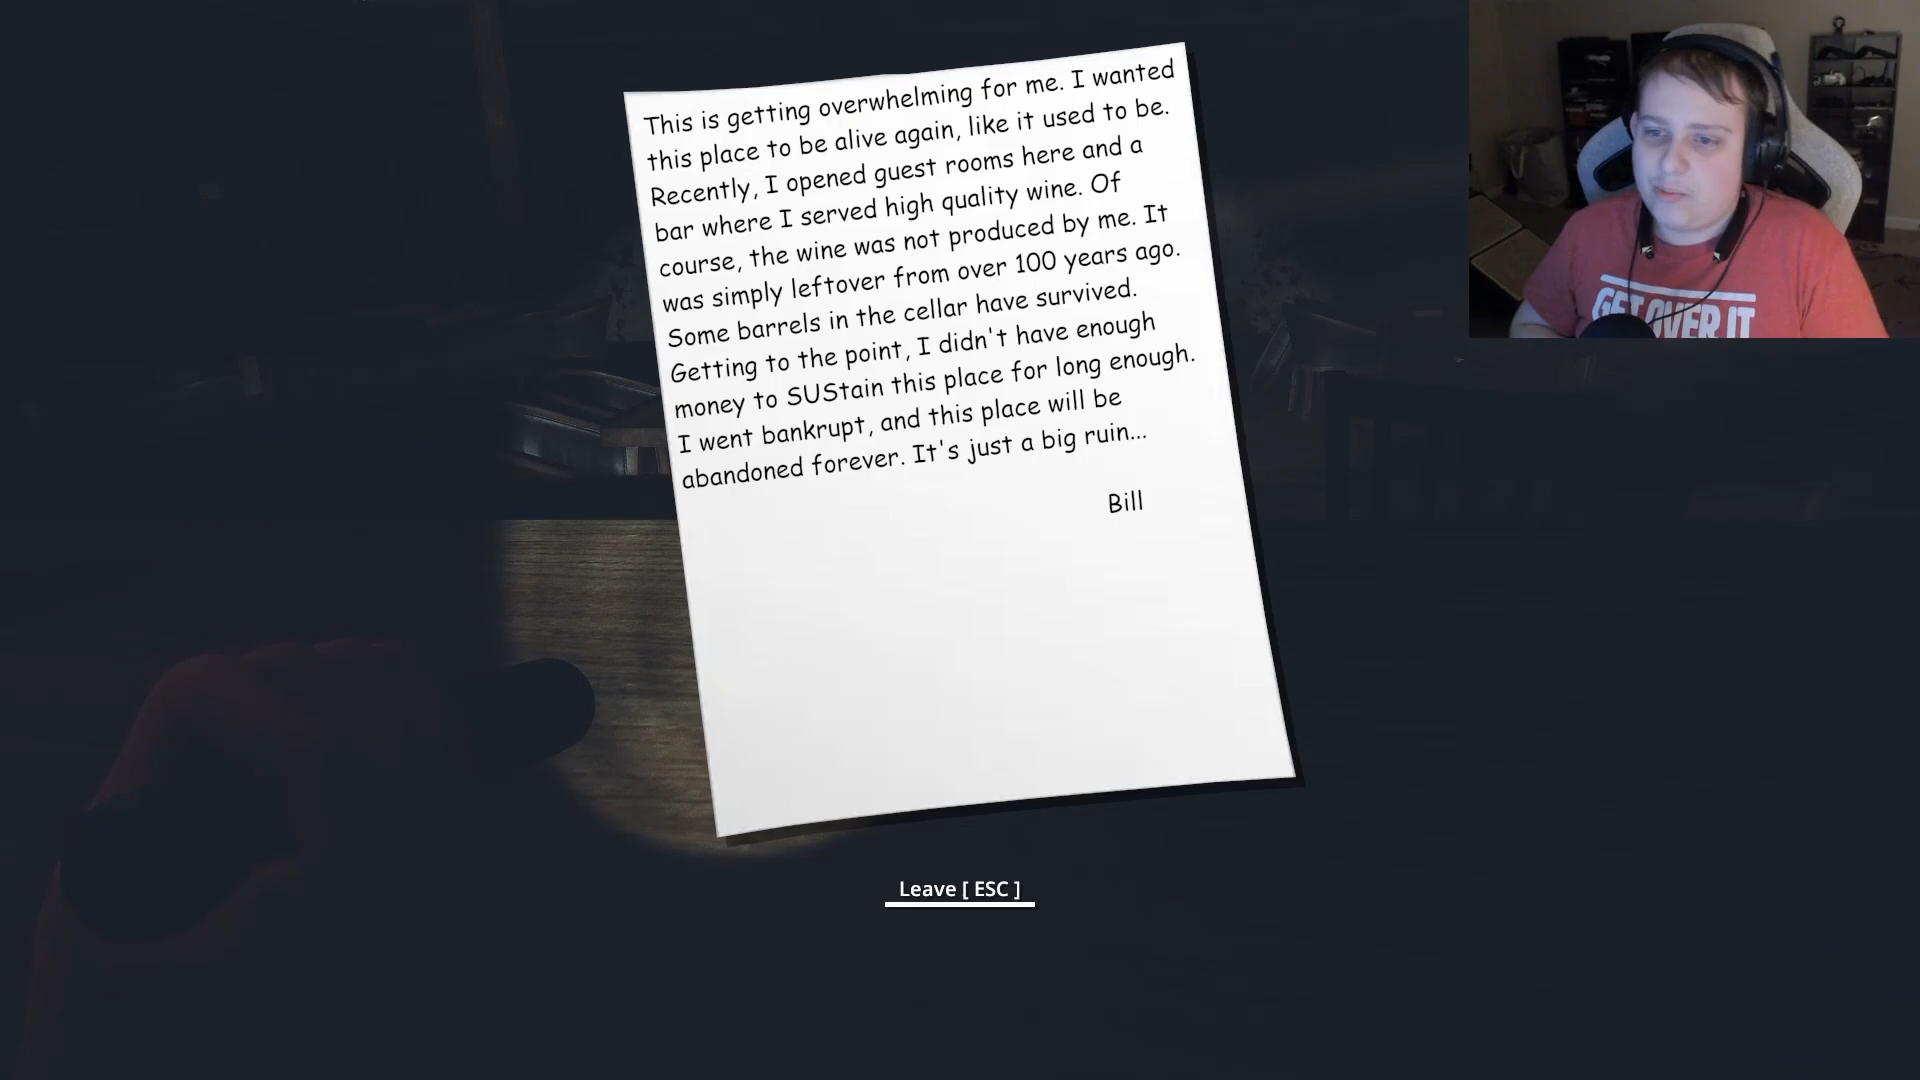 This is getting overwhelming for me. I wanted
this place to be alive again, like it used to be.
Recently, I opened guest rooms here and a
bar where I served high quality wine. Of
course, the wine was not produced by me. It
was simply leftover from over 100 years ago.
Some barrels in the cellar have survived.
Getting to the point, I didn't have enough
money to SUStain this place for long enough.
I went bankrupt, and this place will be
abandoned forever. It's just a big ruin...
Bill
GET OVER IT
Leave [ ESC ]